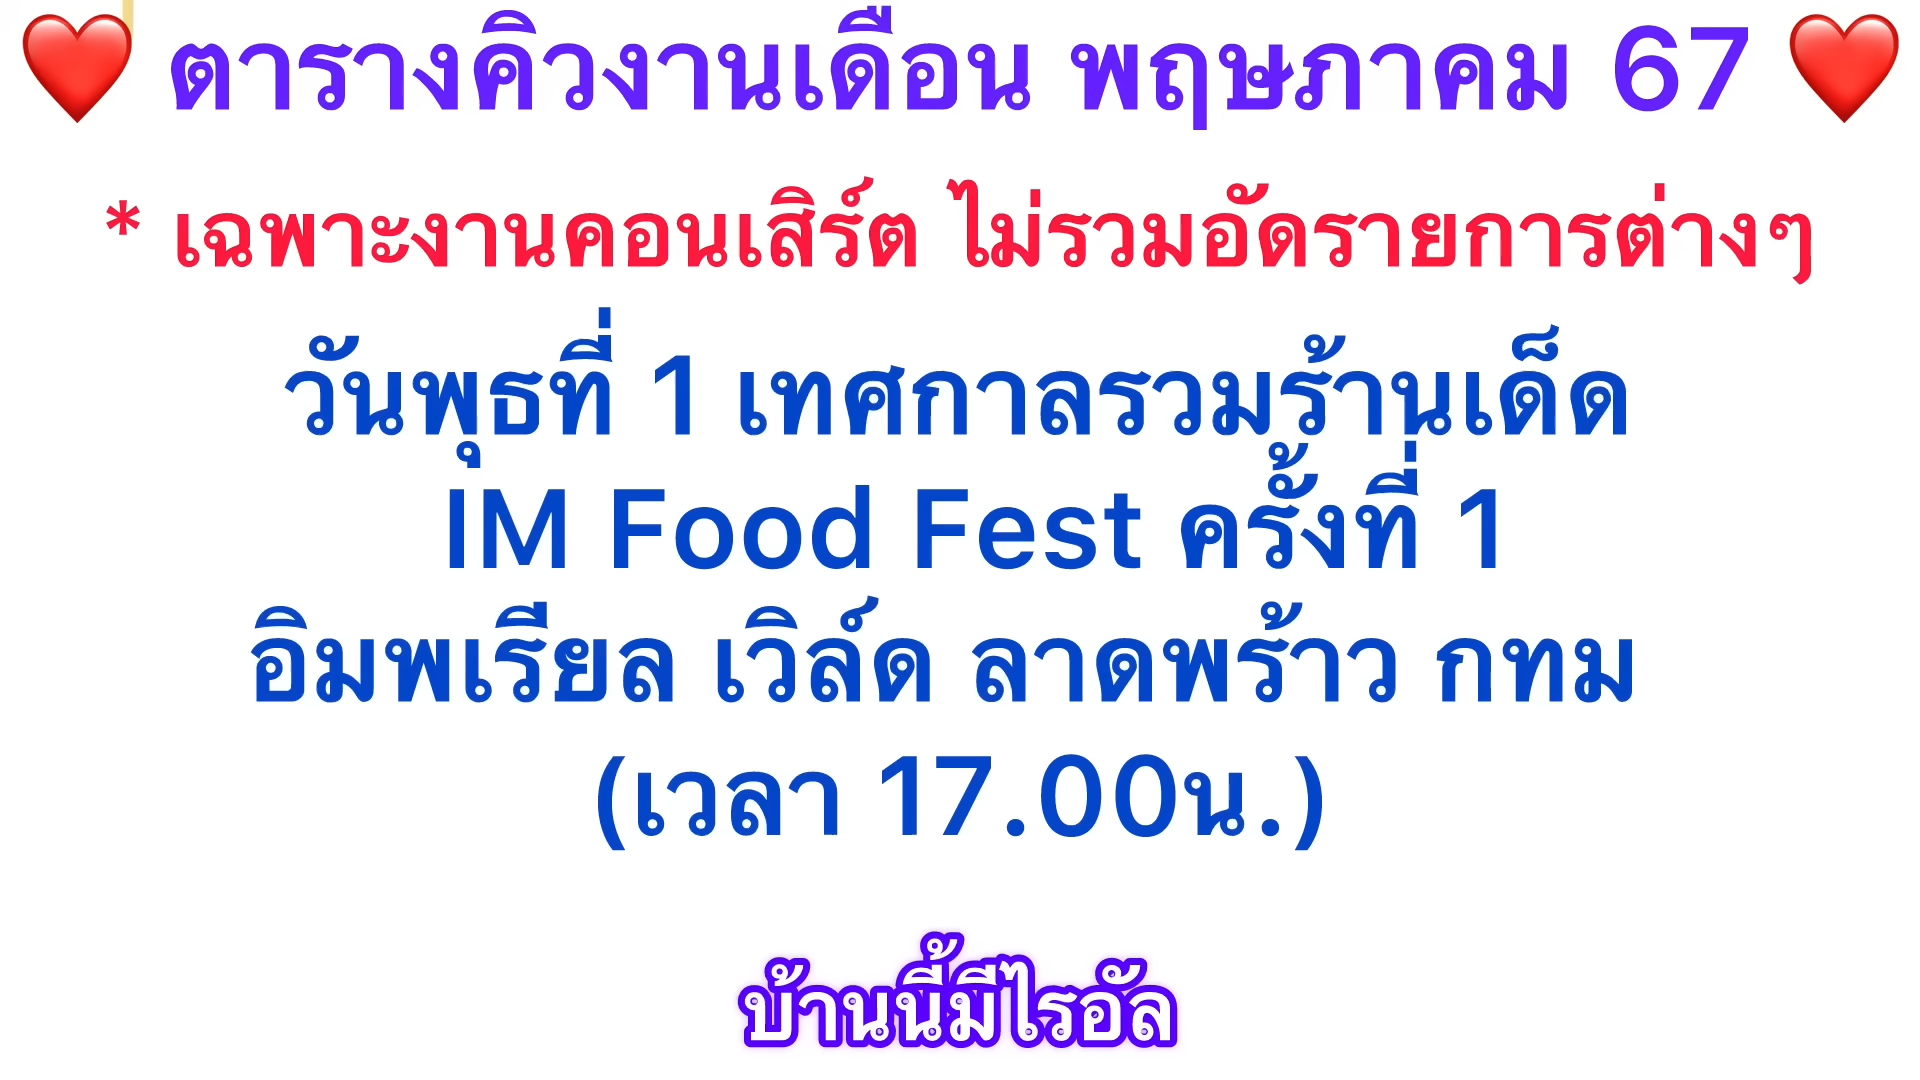 ❤️ ตารางคิวงานเดือน พฤษภาคม 67 ❤️
* เฉพาะงานคอนเสิร์ต ไม่รวมอัดรายการต่างๆ
วันพุธที่ 1 เทศกาลรวมร้านเด็ด
IM Food Fest ครั้งที่ 1
อิมพเรียล เวิล์ด ลาดพร้าว กทม
(เวลา 17.00น.)
บ้านนี้มีไรอัล